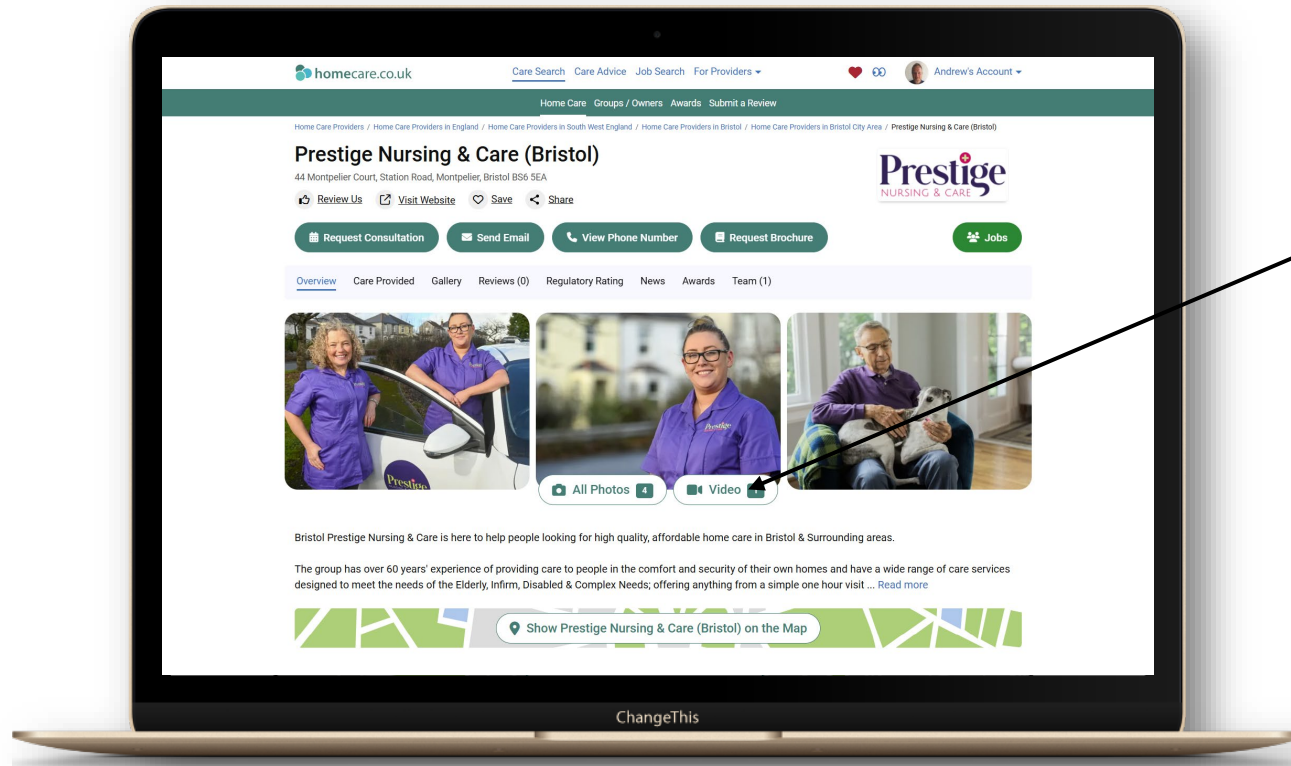 homecare.co.uk
Care Search Care Advice Job Search For Providers
Andrew's Account
Home Care Groups / Owners Awards Submit a Review
Home Care Providers / Home Care Providers in England / Home Care Providers in South West England / Home Care Providers in Bristol / Home Care Providers in Bristol City Area / Prestige Nursing & Care (Bristol)
Prestige Nursing & Care (Bristol)
44 Montpelier Court, Station Road, Montpelier, Bristol BS6 5EA
Prestige
NURSING & CARE
Review Us Visit Website Save Share
Request Consultation Send Email View Phone Number Request Brochure Jobs
Overview Care Provided Gallery Reviews (0) Regulatory Rating News Awards Team (1)
Prestige
Prestige
All Photos 4 Video
Bristol Prestige Nursing & Care is here to help people looking for high quality, affordable home care in Bristol & Surrounding areas.
The group has over 60 years' experience of providing care to people in the comfort and security of their own homes and have a wide range of care services
designed to meet the needs of the Elderly, Infirm, Disabled & Complex Needs; offering anything from a simple one hour visit ... Read more
Show Prestige Nursing & Care (Bristol) on the Map
ChangeThis